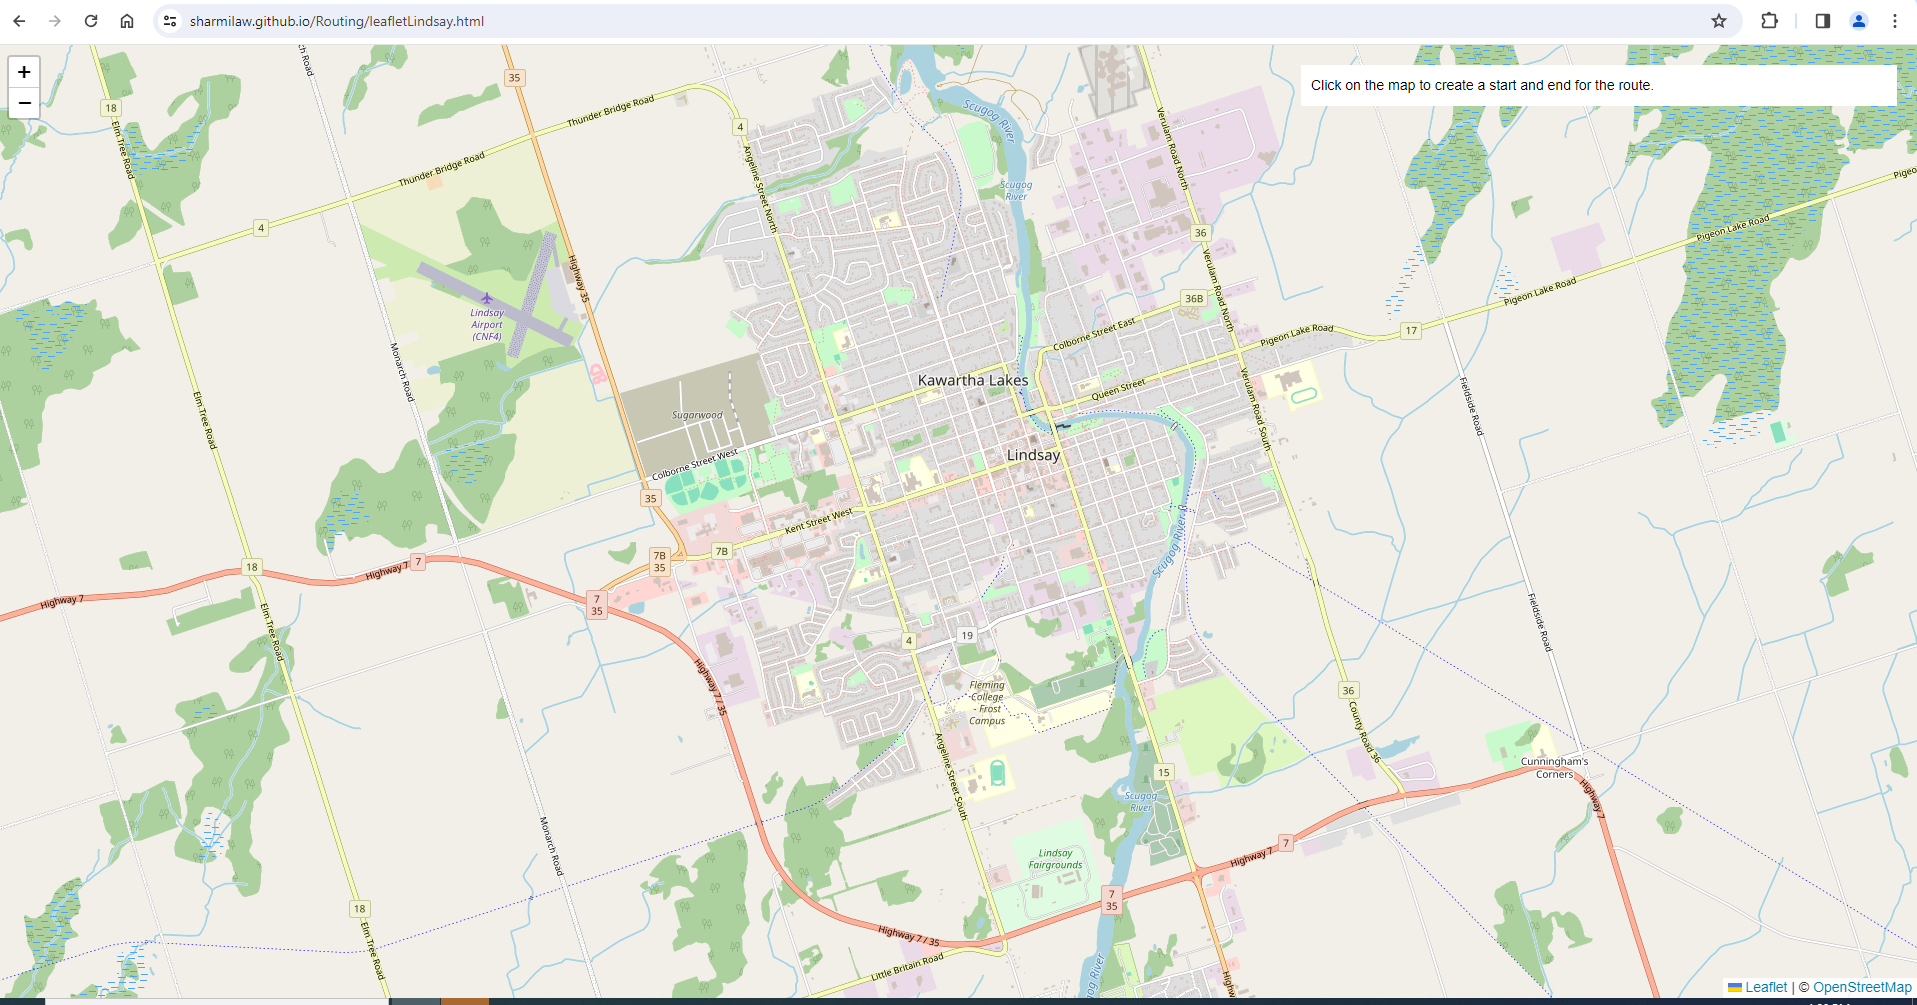 sharmilaw.github.io/Routing/leafletLindsay.html
+
−
Click on the map to create a start and end for the route.
18
Elm Tree Road
Monarch Road
35
Thunder Bridge Road
4
Angeline Street North
Scugog River
Scugog
River
Verulam Road North
36
Verulam Road North
Pigeon Lake Road
Thunder Bridge Road
4
Highway 35
Lindsay
Airport
(CNF4)
36B
Colborne Street East
Pigeon Lake Road
17
Pigeon Lake Road
Monarch Road
Elm Tree Road
Kawartha Lakes
Queen Street
Verulam Road South
Fieldside Road
Sugarwood
Colborne Street West
Lindsay
35
Kent Street West
7B
7B
35
Scugog River
18
Highway 7
7
Highway 7
7
35
Elm Tree Road
4
19
Fieldside Road
Highway 7 / 35
Fleming
College
- Frost
Campus
36
County Road 36
Angeline Street South
15
Scugog
River
Cunningham's
Corners
Highway 7
Monarch Road
7
Highway 7
Lindsay
Fairgrounds
7
35
18
Elm Tree Road
Highway 7 / 35
Little Britain Road
Leaflet | © OpenStreetMap